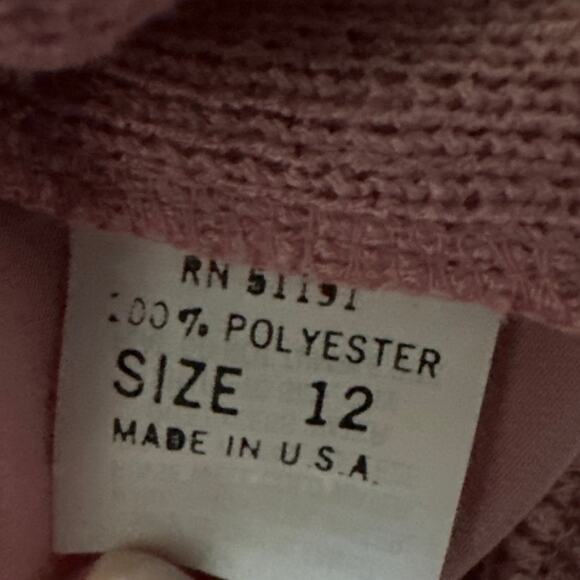 RN 51191
100% POLYESTER
SIZE 12
MADE IN U.S.A.